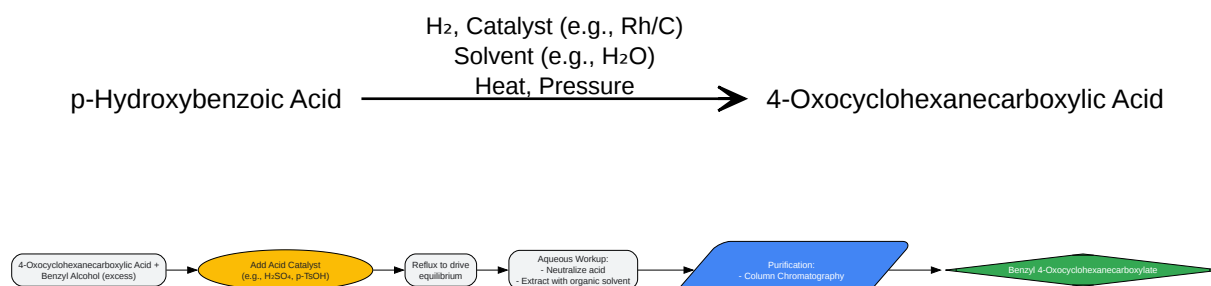 H₂, Catalyst (e.g., Rh/C)
Solvent (e.g., H₂O)
Heat, Pressure
p-Hydroxybenzoic Acid
4-Oxocyclohexanecarboxylic Acid
4-Oxocyclohexanecarboxylic Acid +
Benzyl Alcohol (excess)
Add Acid Catalyst
(e.g., H₂SO₄, p-TsOH)
Reflux to drive
equilibrium
Aqueous Workup:
- Neutralize acid
- Extract with organic solvent
Purification:
- Column Chromatography
Benzyl 4-Oxocyclohexanecarboxylate